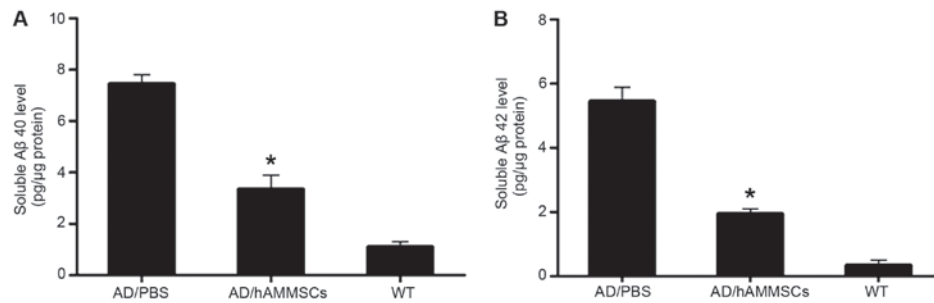 A
Soluble Aβ 40 level
(pg/μg protein)
10
8
6
4
2
0
*
AD/PBS
AD/hAMMSCs
WT
B
Soluble Aβ 42 level
(pg/μg protein)
8
6
4
2
0
*
AD/PBS
AD/hAMMSCs
WT